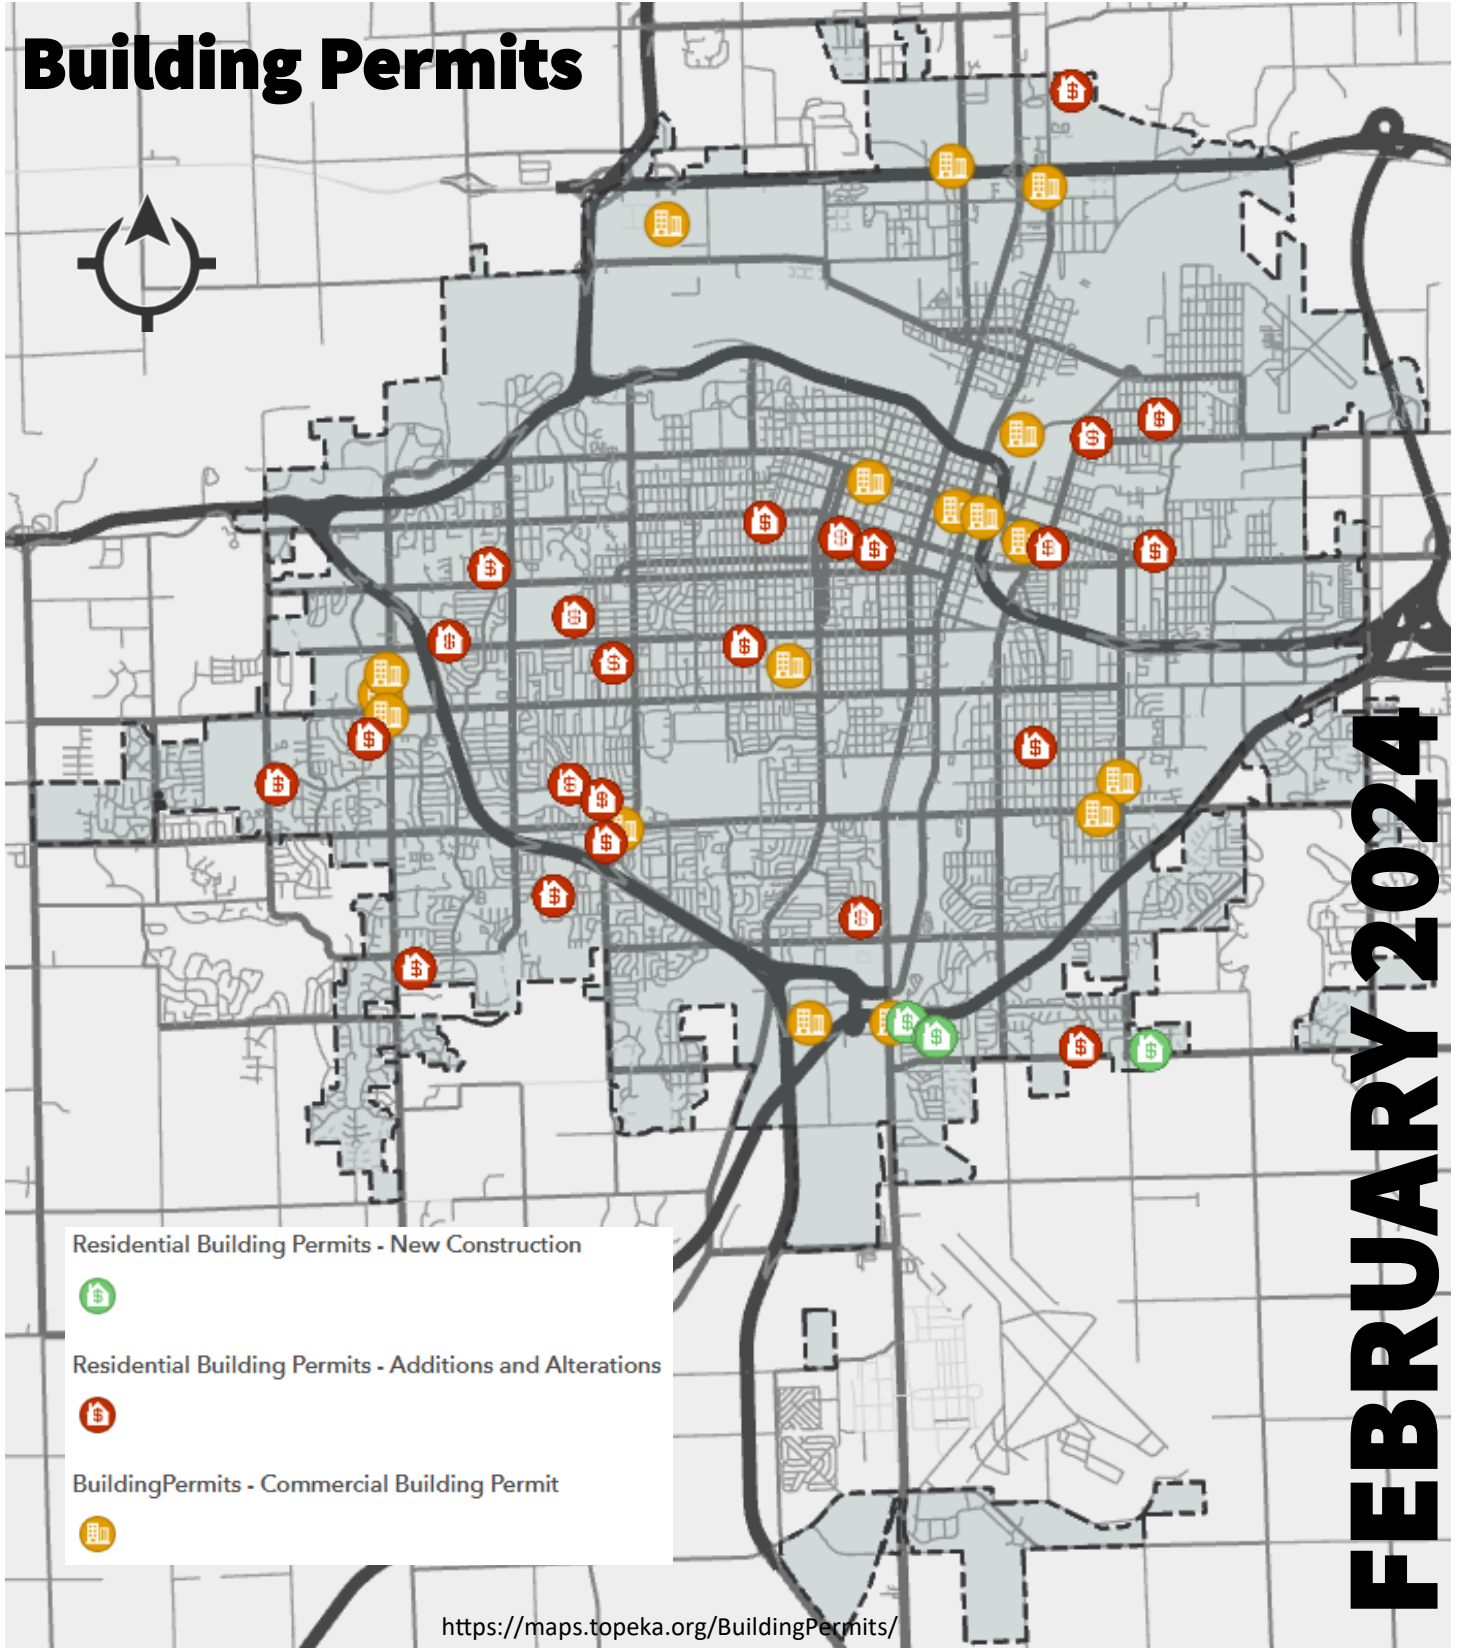 Building Permits
FEBRUARY 2024
Residential Building Permits - New Construction
Residential Building Permits - Additions and Alterations
BuildingPermits - Commercial Building Permit
https://maps.topeka.org/BuildingPermits/